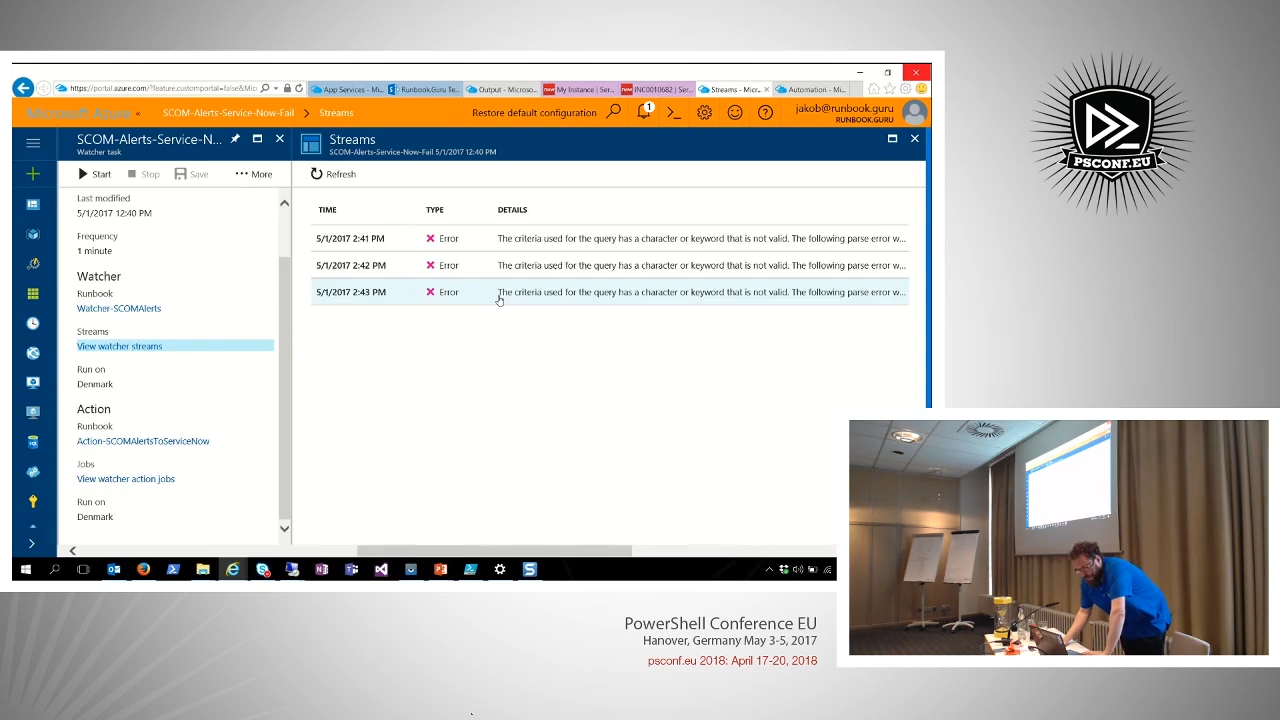 https://portal.azure.com/?feature.customportal=false&Mic
App Services - Mi...
Runbook.Guru Te...
Output - Microso...
My Instance | Ser...
INC0010682 | Ser...
Streams - Micr...
Automation - Mi...
Microsoft Azure
SCOM-Alerts-Service-Now-Fail > Streams
Restore default configuration
1
jakob@runbook.guru
RUNBOOK.GURU
SCOM-Alerts-Service-N...
Watcher task
Streams
SCOM-Alerts-Service-Now-Fail 5/1/2017 12:40 PM
Start
Stop
Save
More
Refresh
Last modified
5/1/2017 12:40 PM
Frequency
1 minute
Watcher
Runbook
Watcher-SCOMAlerts
Streams
View watcher streams
Run on
Denmark
Action
Runbook
Action-SCOMAlertsToServiceNow
Jobs
View watcher action jobs
Run on
Denmark
TIME TYPE DETAILS
5/1/2017 2:41 PM Error The criteria used for the query has a character or keyword that is not valid. The following parse error w...
5/1/2017 2:42 PM Error The criteria used for the query has a character or keyword that is not valid. The following parse error w...
5/1/2017 2:43 PM Error The criteria used for the query has a character or keyword that is not valid. The following parse error w...
PSCONF.EU
PowerShell Conference EU
Hanover, Germany May 3-5, 2017
psconf.eu 2018: April 17-20, 2018